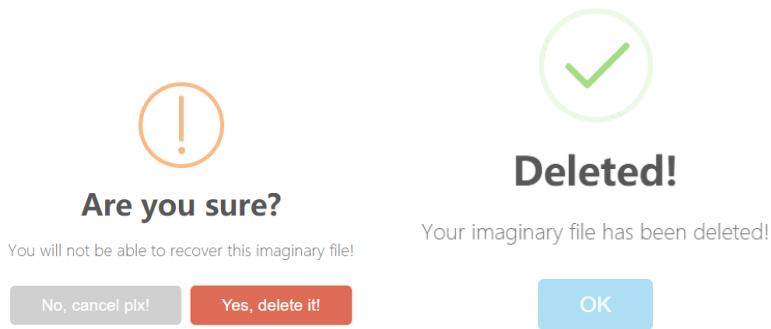 Are you sure?
You will not be able to recover this imaginary file!
No, cancel plx!
Yes, delete it!
Deleted!
Your imaginary file has been deleted!
OK